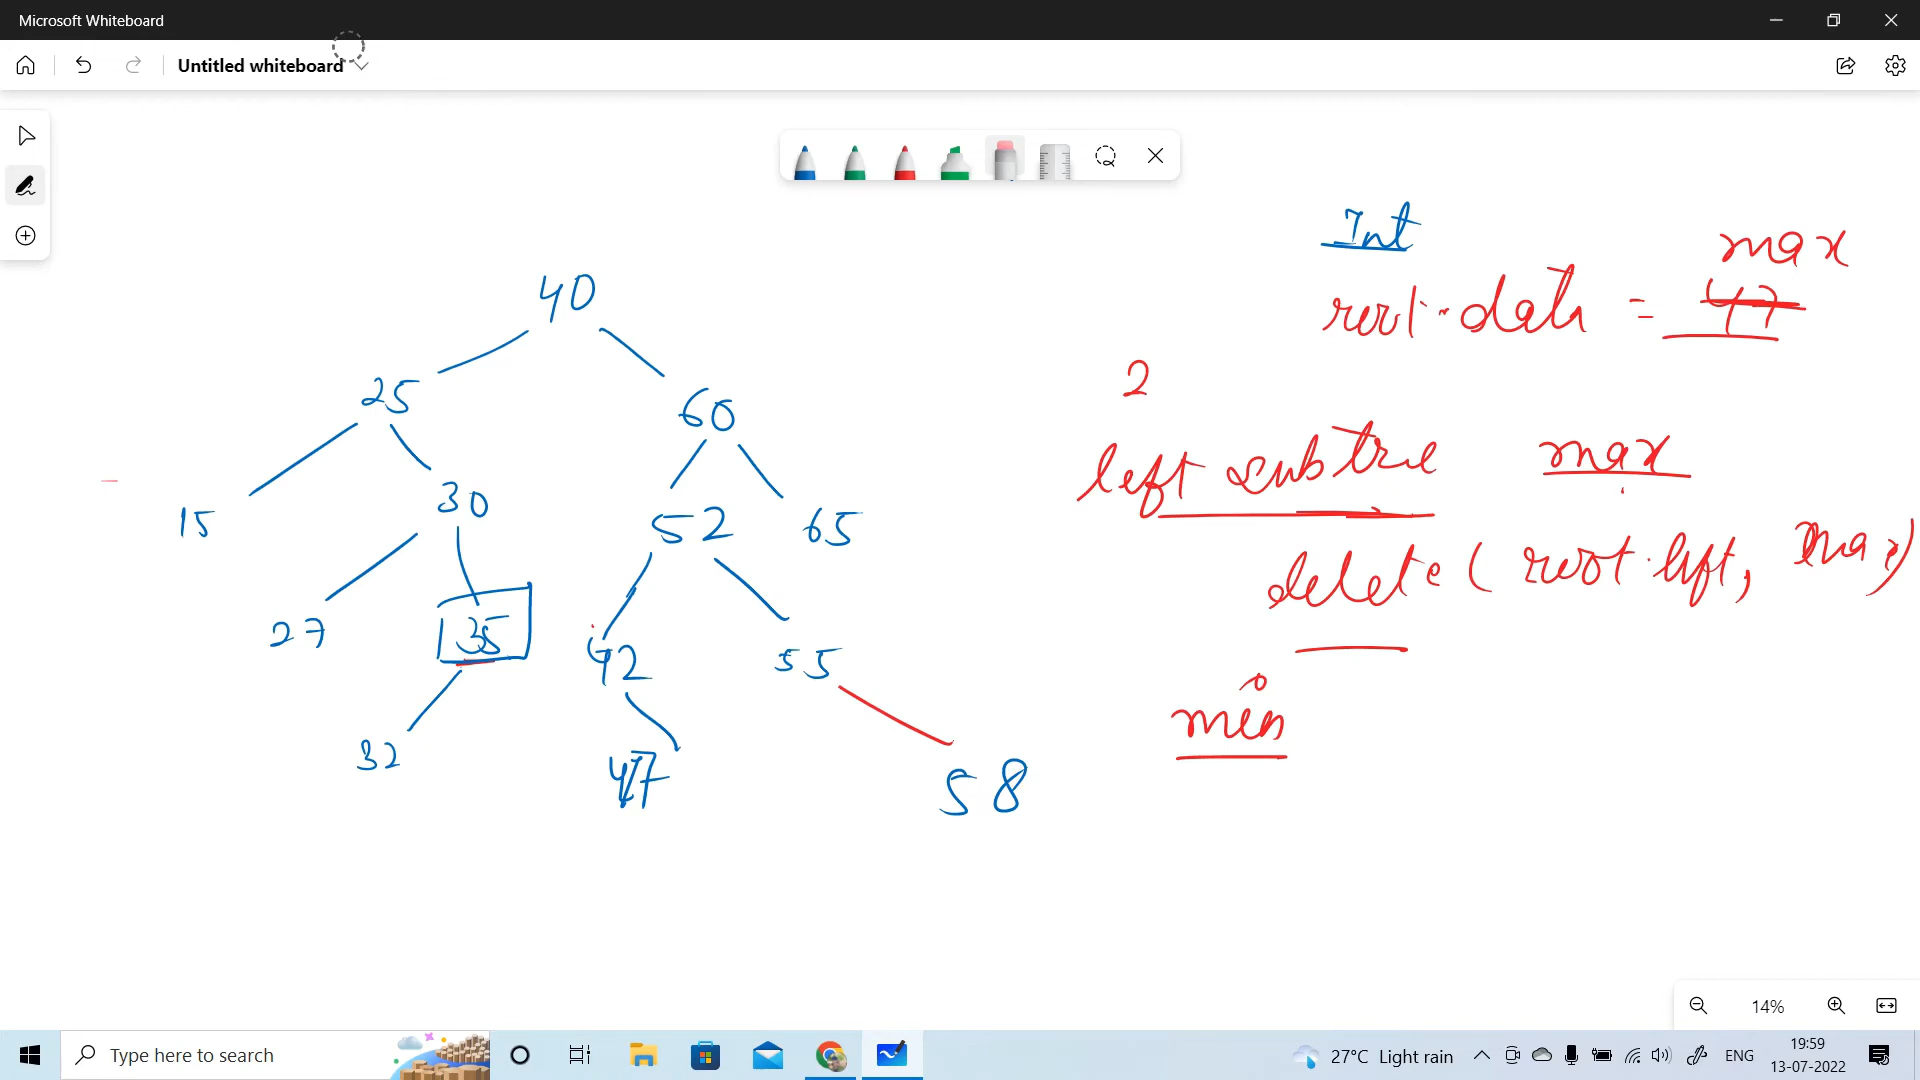 Microsoft Whiteboard
Untitled whiteboard
Int
max
root.data = 47
40
2
25
60
left subtree max
30
15
52
65
delete (root.left, max)
27
35
42
55
min
32
47
58
14%
Type here to search
27°C Light rain
ENG
19:59
13-07-2022